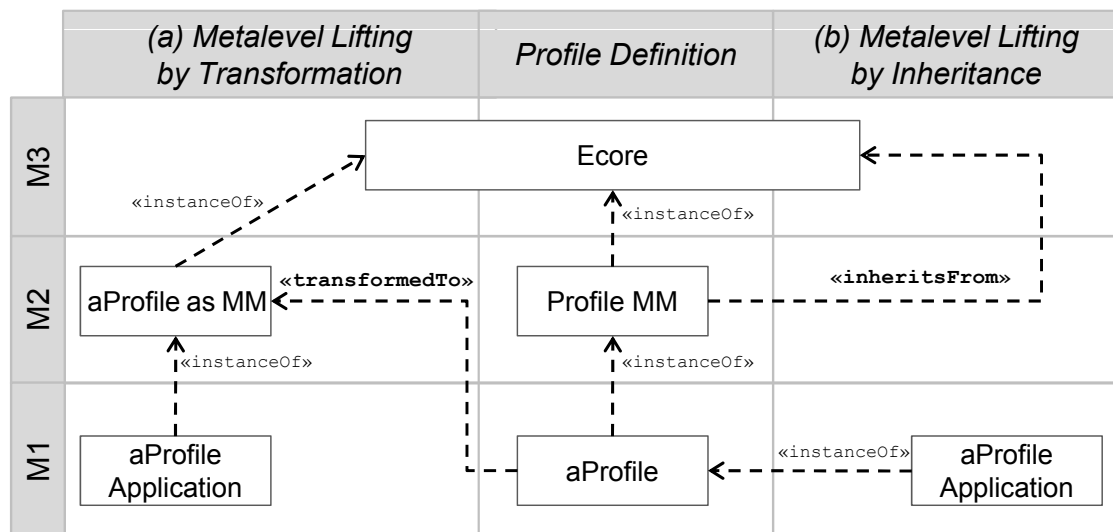 (a) Metalevel Lifting
by Transformation
Profile Definition
(b) Metalevel Lifting
by Inheritance
M3
Ecore
«instanceOf»
«instanceOf»
M2
«transformedTo»
«inheritsFrom»
aProfile as MM
Profile MM
«instanceOf»
«instanceOf»
M1
aProfile
Application
aProfile
«instanceOf»
aProfile
Application